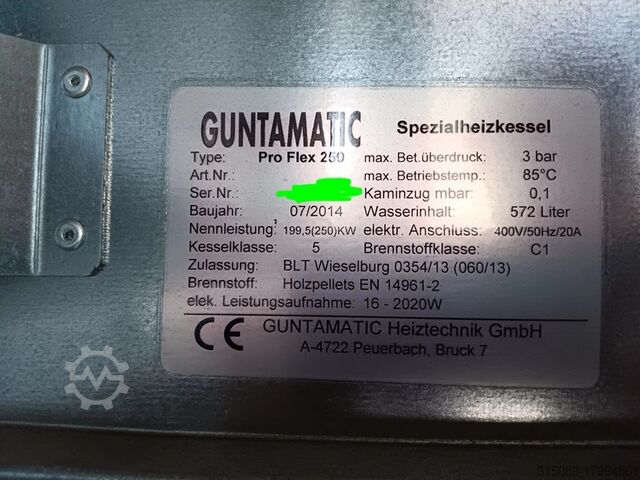 GUNTAMATIC Spezialheizkessel
Type: Pro Flex 250 max. Bet.überdruck: 3 bar
Art.Nr.: max. Betriebstemp.: 85°C
Ser.Nr. Kaminzug mbar: 0,1
Baujahr: 07/2014 Wasserinhalt: 572 Liter
Nennleistung: 199,5(250)KW elektr. Anschluss: 400V/50Hz/20A
Kesselklasse: 5 Brennstoffklasse: C1
Zulassung: BLT Wieselburg 0354/13 (060/13)
Brennstoff: Holzpellets EN 14961-2
elek. Leistungsaufnahme: 16 - 2020W
CE GUNTAMATIC Heiztechnik GmbH
A-4722 Peuerbach, Bruck 7